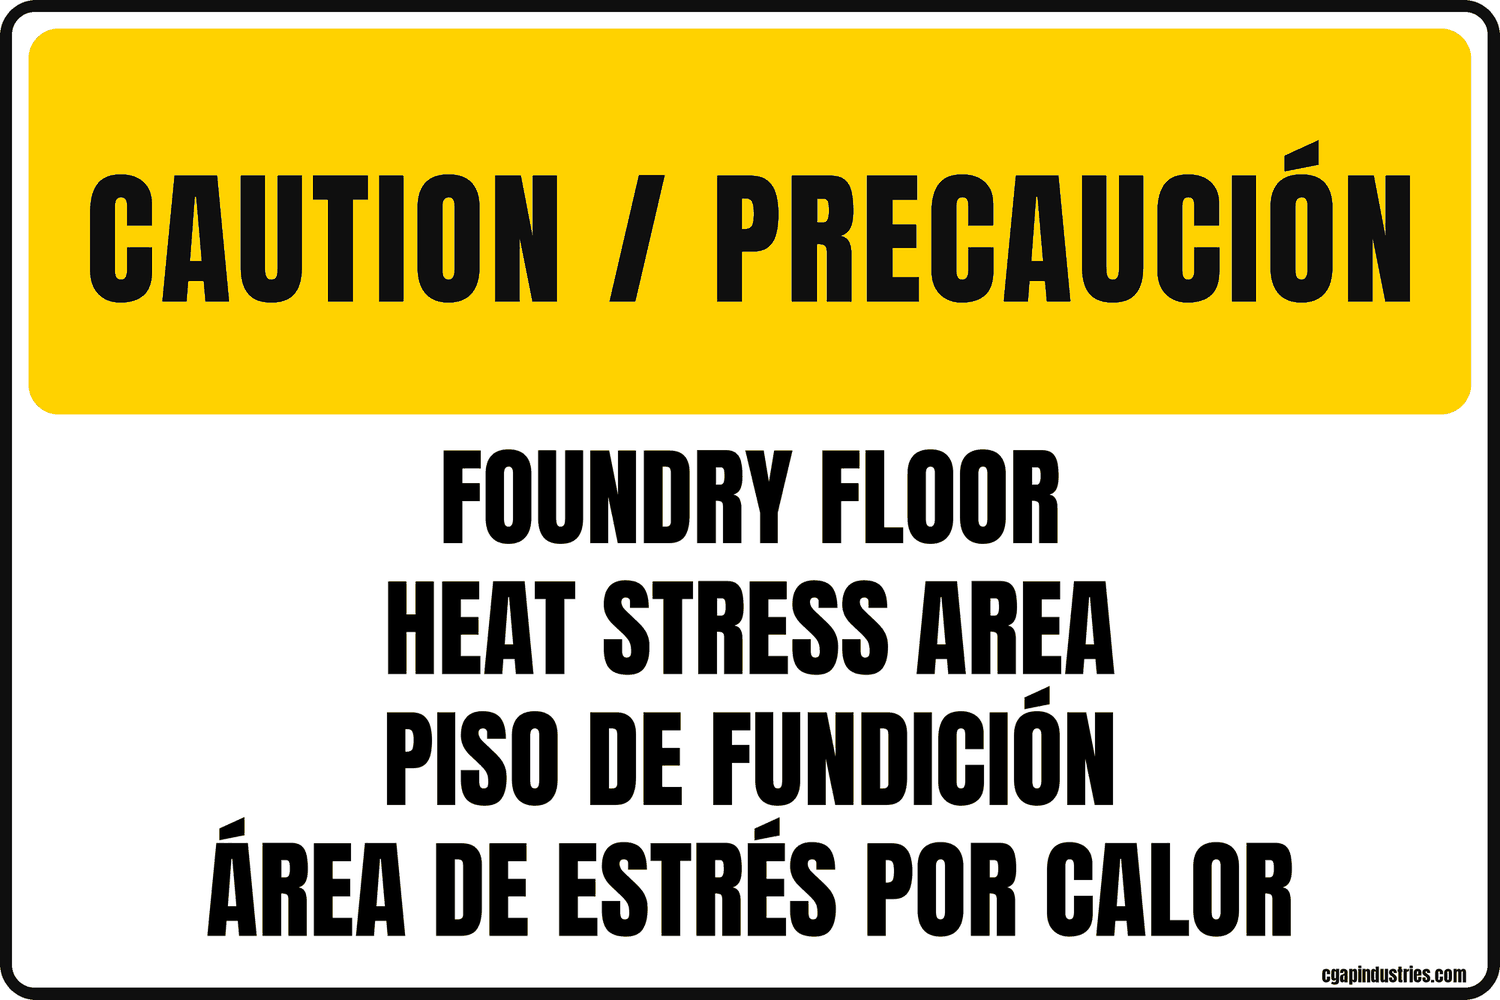 CAUTION / PRECAUCIÓN
FOUNDRY FLOOR
HEAT STRESS AREA
PISO DE FUNDICIÓN
ÁREA DE ESTRÉS POR CALOR
cgapindustries.com